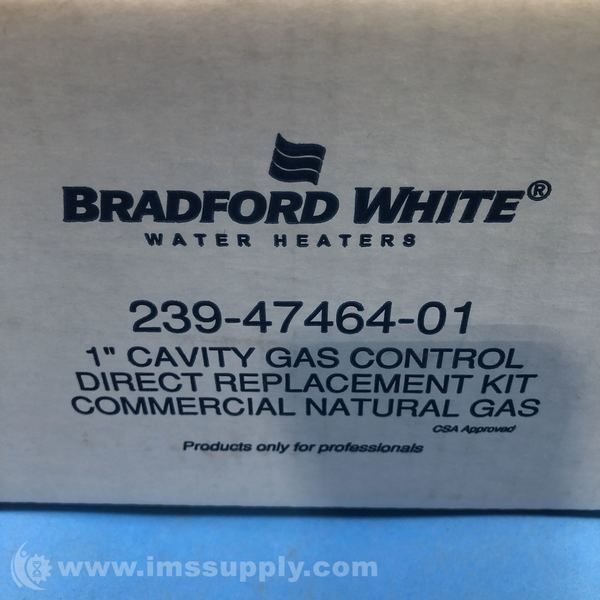 BRADFORD WHITE®
WATER HEATERS
239-47464-01
1" CAVITY GAS CONTROL
DIRECT REPLACEMENT KIT
COMMERCIAL NATURAL GAS
CSA Approved
Products only for professionals
www.imssupply.com